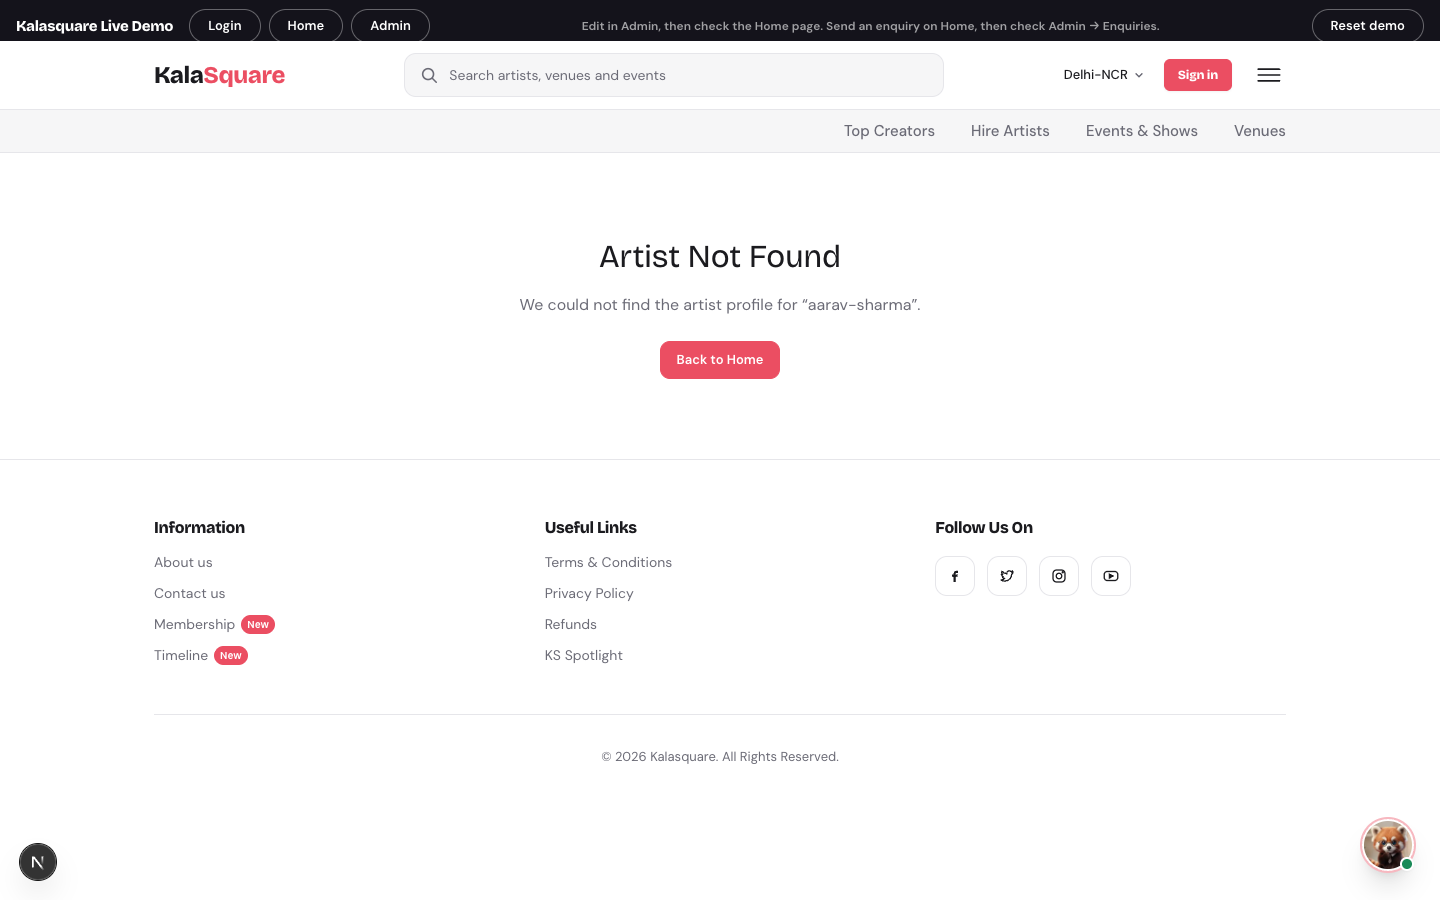 Kalasquare Live Demo
Login
Home
Admin
Edit in Admin, then check the Home page. Send an enquiry on Home, then check Admin → Enquiries.
Reset demo
KalaSquare
Search artists, venues and events
Delhi-NCR
Sign in
Top Creators
Hire Artists
Events & Shows
Venues
Artist Not Found
We could not find the artist profile for “aarav-sharma”.
Back to Home
Information
About us
Contact us
Membership New
Timeline New
Useful Links
Terms & Conditions
Privacy Policy
Refunds
KS Spotlight
Follow Us On
© 2026 Kalasquare. All Rights Reserved.
N